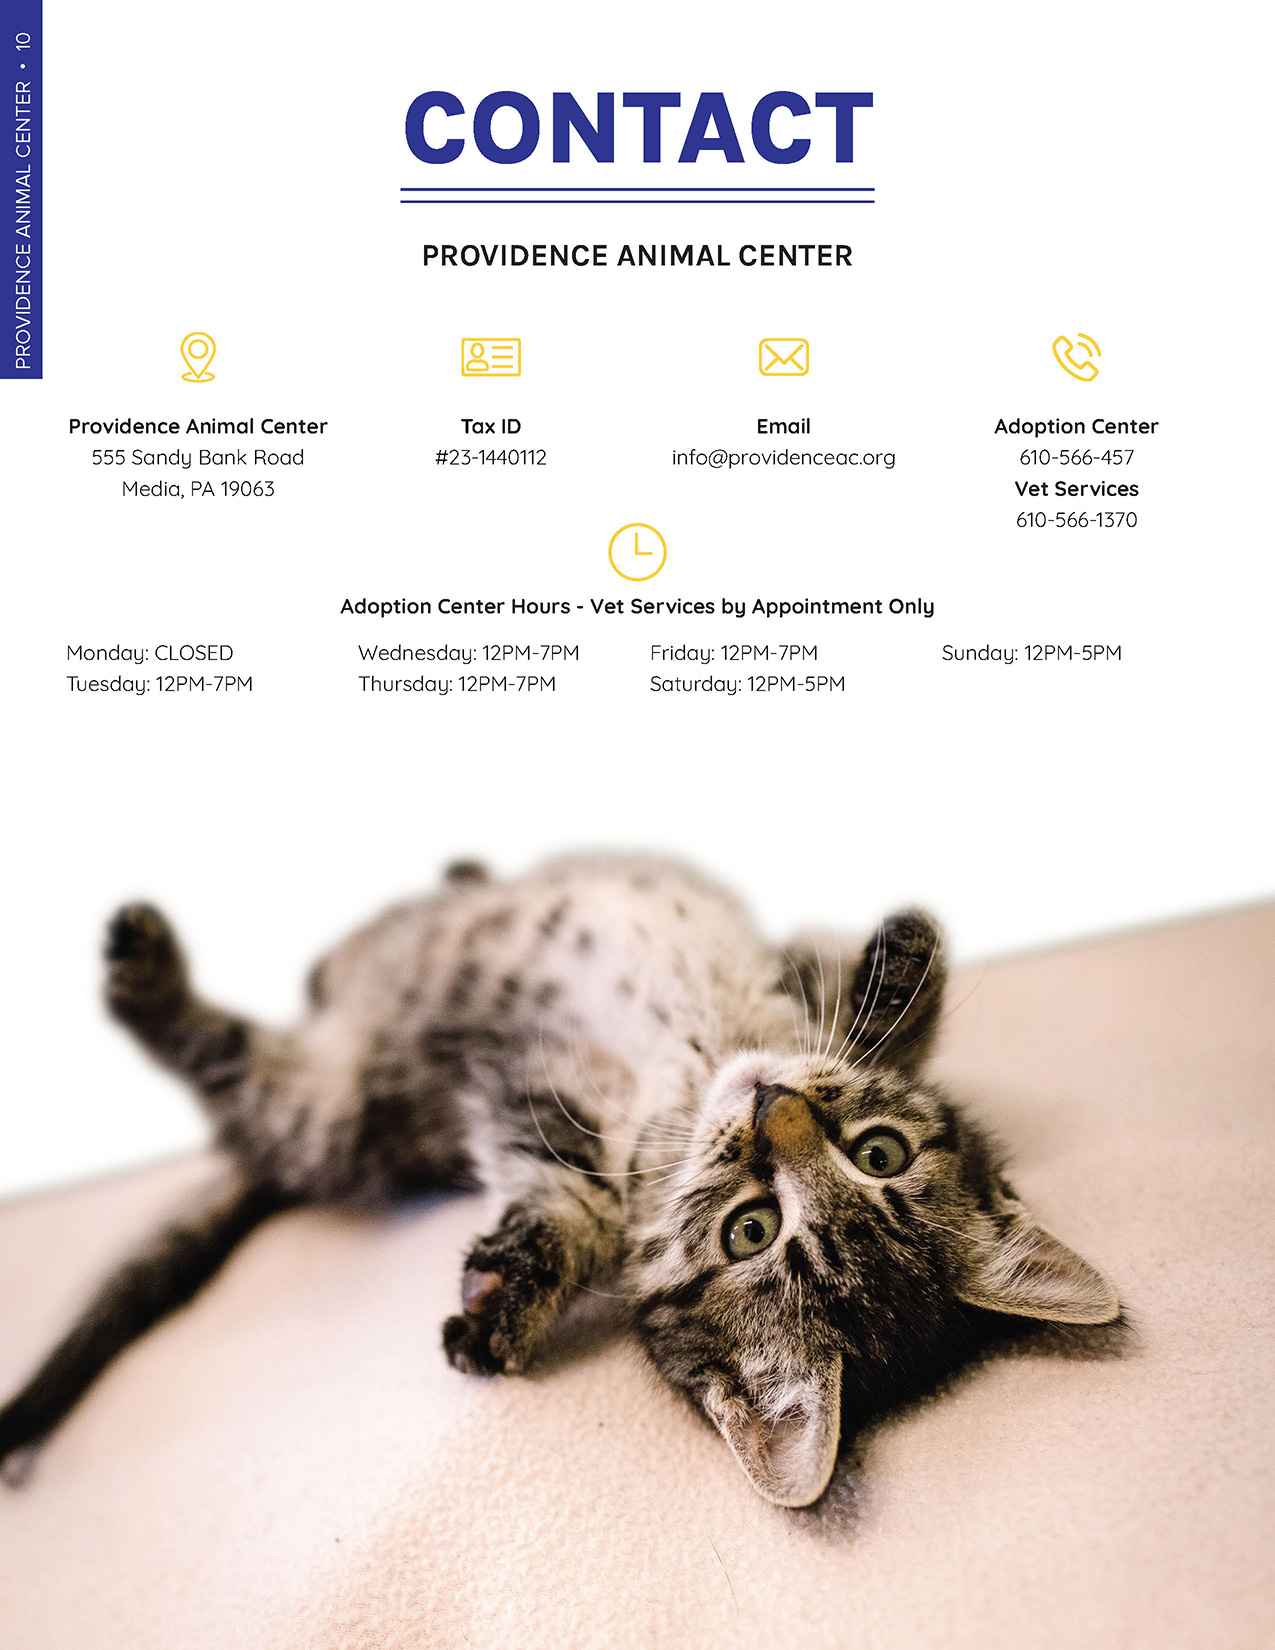 PROVIDENCE ANIMAL CENTER • 10
CONTACT
PROVIDENCE ANIMAL CENTER
Providence Animal Center
555 Sandy Bank Road
Media, PA 19063
Tax ID
#23-1440112
Email
info@providenceac.org
Adoption Center
610-566-457
Vet Services
610-566-1370
Adoption Center Hours - Vet Services by Appointment Only
Monday: CLOSED
Tuesday: 12PM-7PM
Wednesday: 12PM-7PM
Thursday: 12PM-7PM
Friday: 12PM-7PM
Saturday: 12PM-5PM
Sunday: 12PM-5PM